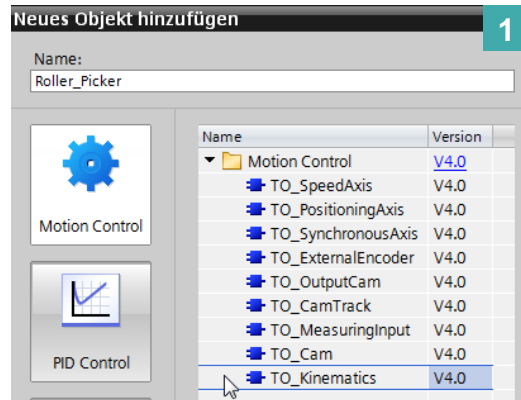 Neues Objekt hinzufügen
1
Name:
Roller_Picker
Name Version
Motion Control V4.0
TO_SpeedAxis V4.0
TO_PositioningAxis V4.0
TO_SynchronousAxis V4.0
TO_ExternalEncoder V4.0
TO_OutputCam V4.0
TO_CamTrack V4.0
TO_MeasuringInput V4.0
TO_Cam V4.0
TO_Kinematics V4.0
Motion Control
PID Control